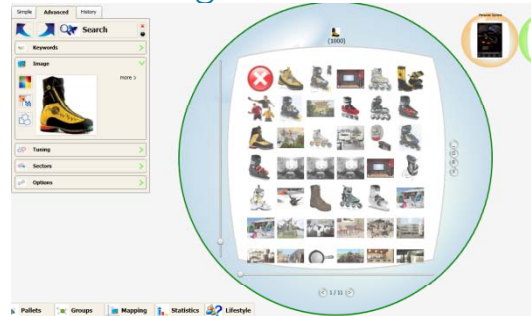 Simple Advanced History
Search
Keywords
Image
more
Tuning
Sectors
Options
(1000)
1/11
Pallets Groups Mapping Statistics Lifestyle